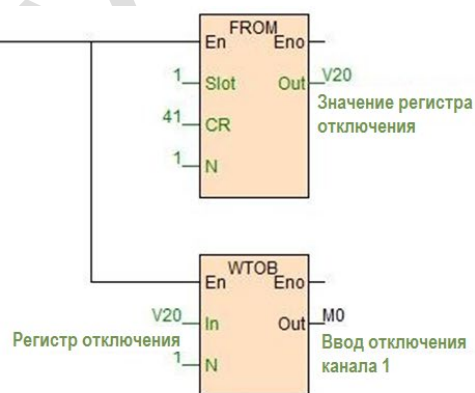 FROM
En Eno
1 Slot Out V20
Значение регистра
отключения
41 CR
1 N
WTOB
En Eno
V20 In Out M0
Регистр отключения
Ввод отключения
канала 1
1 N